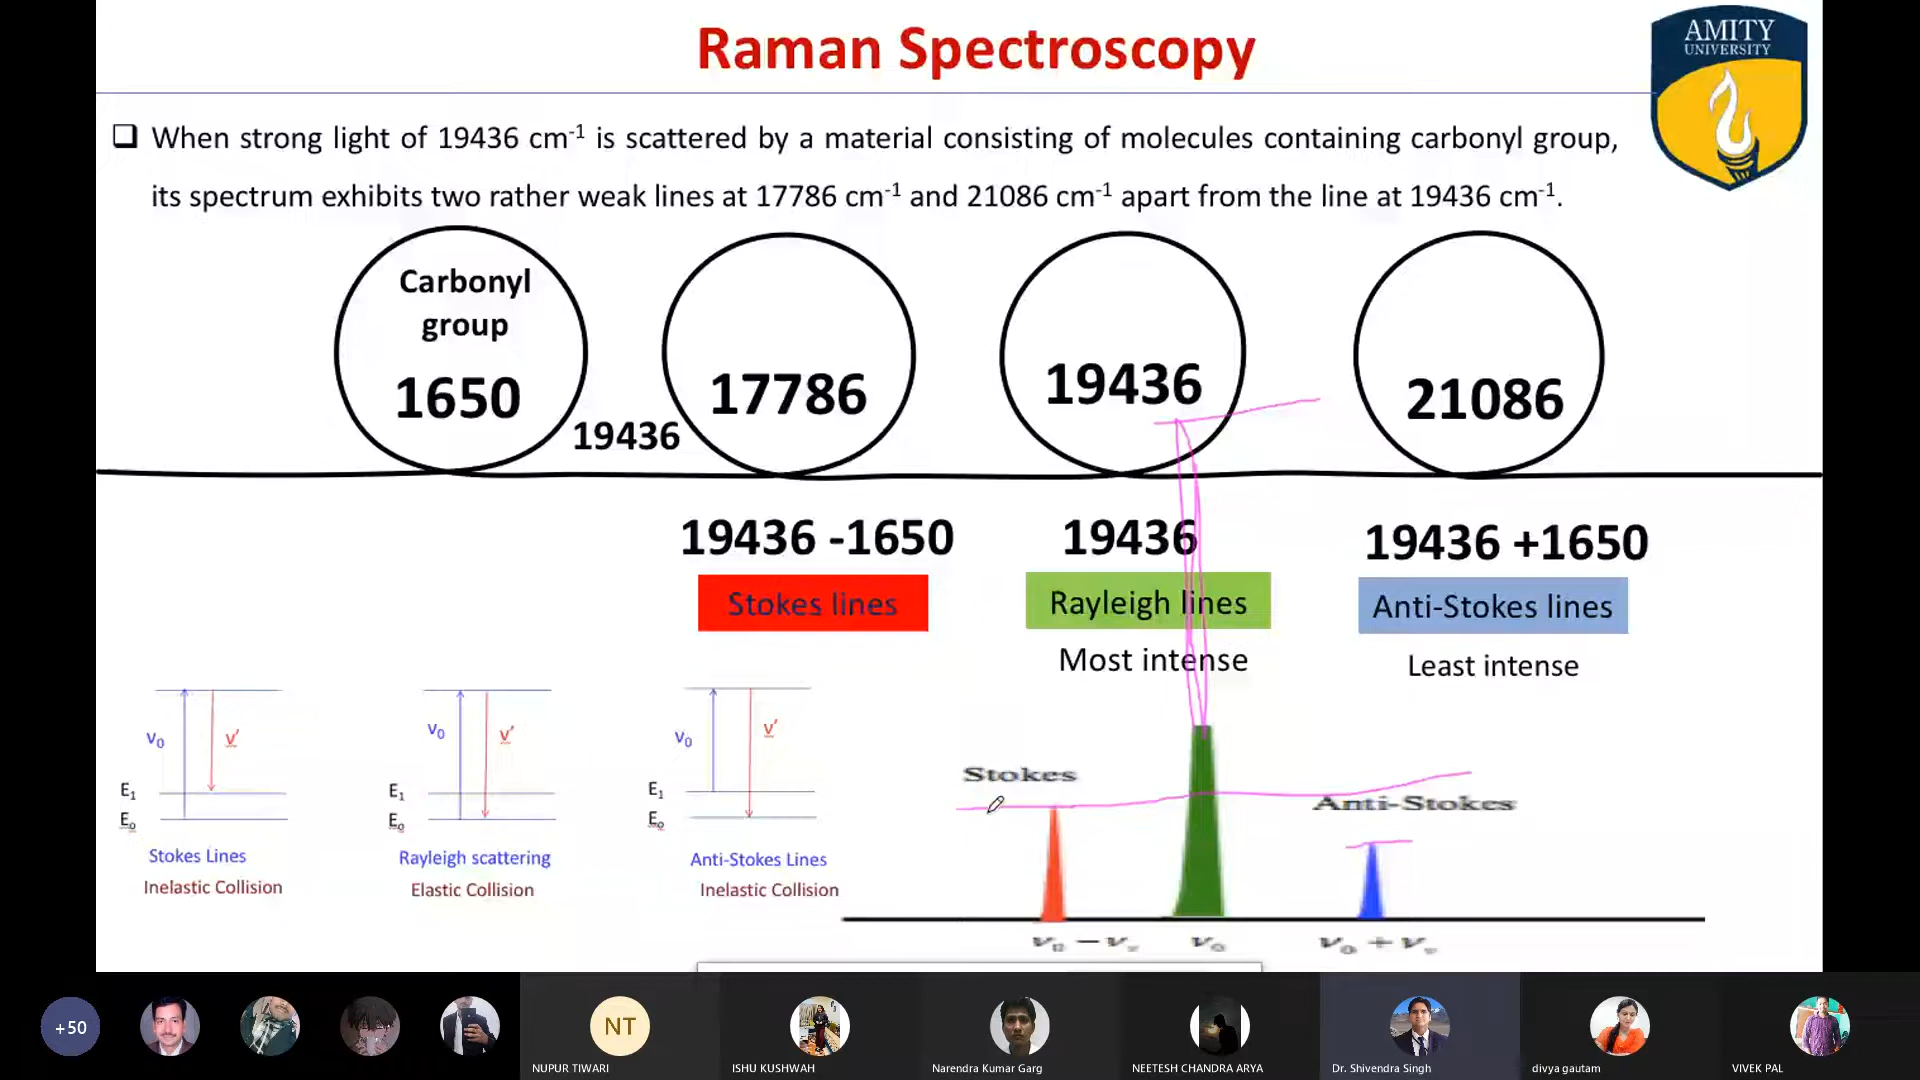 Raman Spectroscopy
AMITY
UNIVERSITY
❑ When strong light of 19436 cm⁻¹ is scattered by a material consisting of molecules containing carbonyl group,
its spectrum exhibits two rather weak lines at 17786 cm⁻¹ and 21086 cm⁻¹ apart from the line at 19436 cm⁻¹.
Carbonyl
group
1650
19436
17786
19436
21086
19436 -1650
19436
19436 +1650
Stokes lines
Rayleigh lines
Anti-Stokes lines
Most intense
Least intense
ν₀
ν'
E₁
E₀
Stokes Lines
Inelastic Collision
ν₀
ν'
E₁
E₀
Rayleigh scattering
Elastic Collision
ν₀
ν'
E₁
E₀
Anti-Stokes Lines
Inelastic Collision
Stokes
Anti-Stokes
ν₀
+50
NT
NUPUR TIWARI
ISHU KUSHWAH
Narendra Kumar Garg
NEETESH CHANDRA ARYA
Dr. Shivendra Singh
divya gautam
VIVEK PAL